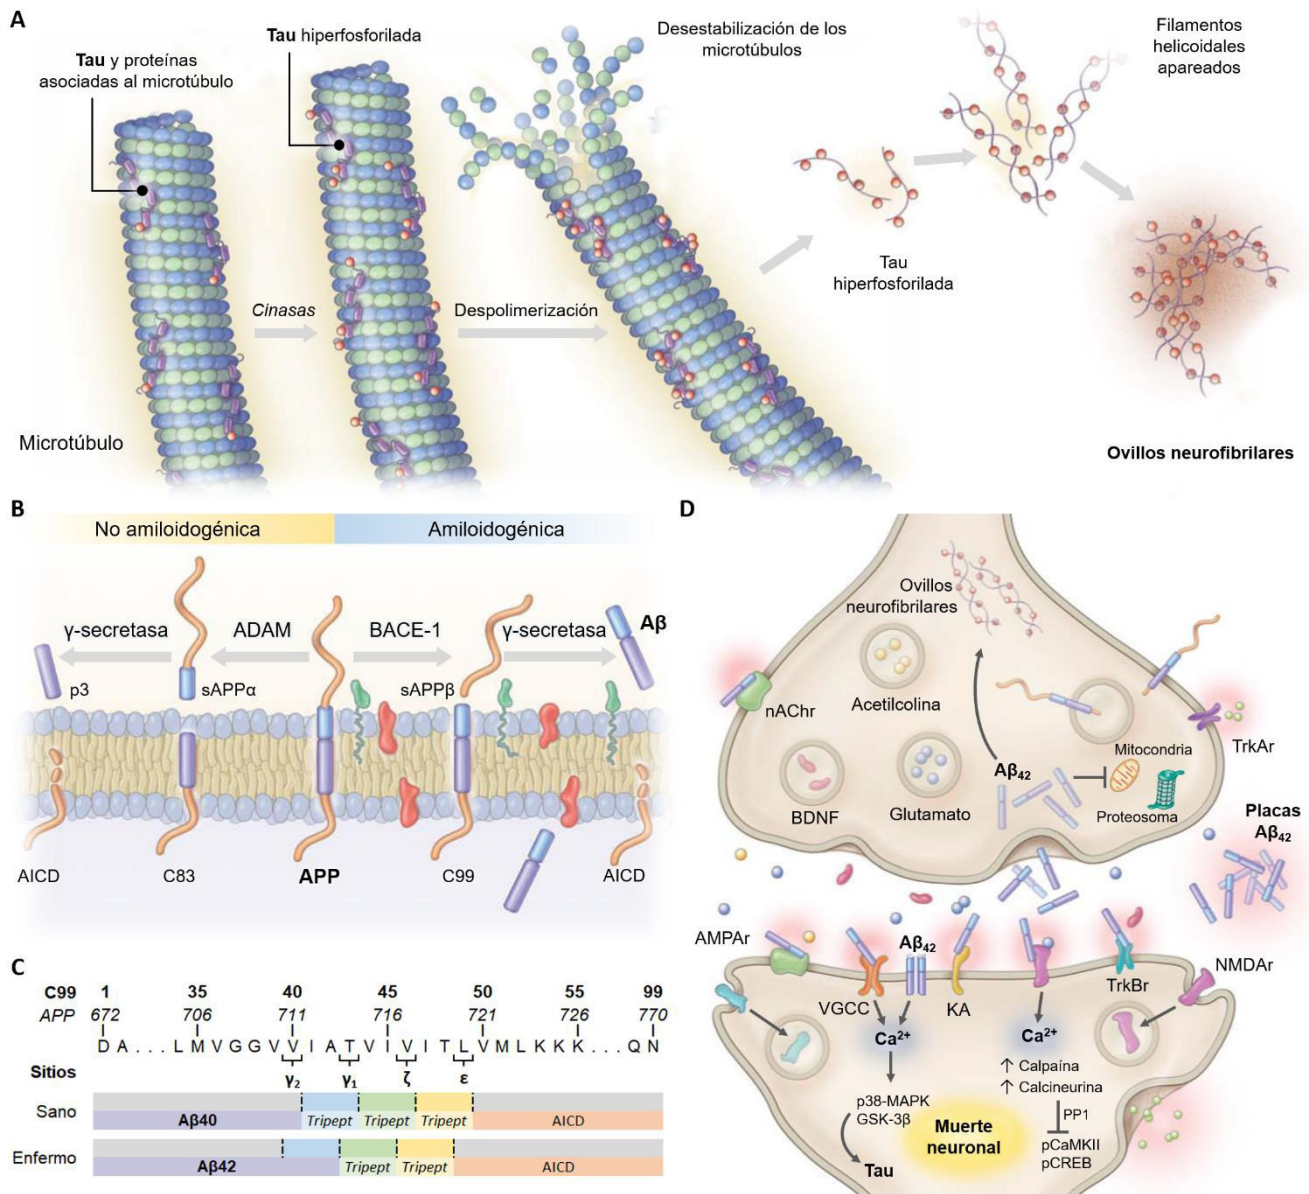 A
Tau y proteínas
asociadas al microtúbulo
Tau hiperfosforilada
Desestabilización de los
microtúbulos
Filamentos
helicoidales
apareados
Cinasas
Despolimerización
Tau
hiperfosforilada
Microtúbulo
Ovillos neurofibrilares
B
No amiloidogénica
Amiloidogénica
γ-secretasa
ADAM
BACE-1
γ-secretasa
Aβ
p3
sAPPα
sAPPβ
AICD
C83
APP
C99
AICD
C
C99 1 35 40 45 50 55 99
APP 672 706 711 716 721 726 770
D A . . . L M V G G V V I A T V I V I T L V M L K K K . . . Q N
Sitios γ2 γ1 ζ ε
Sano
Aβ40 Tripept Tripept Tripept AICD
Enfermo
Aβ42 Tripept Tripept AICD
D
Ovillos
neurofibrilares
Acetilcolina
nAChr
TrkAr
Mitocondria
Aβ42
BDNF
Glutamato
Proteosoma
Placas
Aβ42
AMPAr
Aβ42
NMDAr
VGCC
KA
TrkBr
Ca2+
Ca2+
↑ Calpaína
↑ Calcineurina
p38-MAPK
GSK-3β
PP1
Muerte
neuronal
pCaMKII
pCREB
Tau